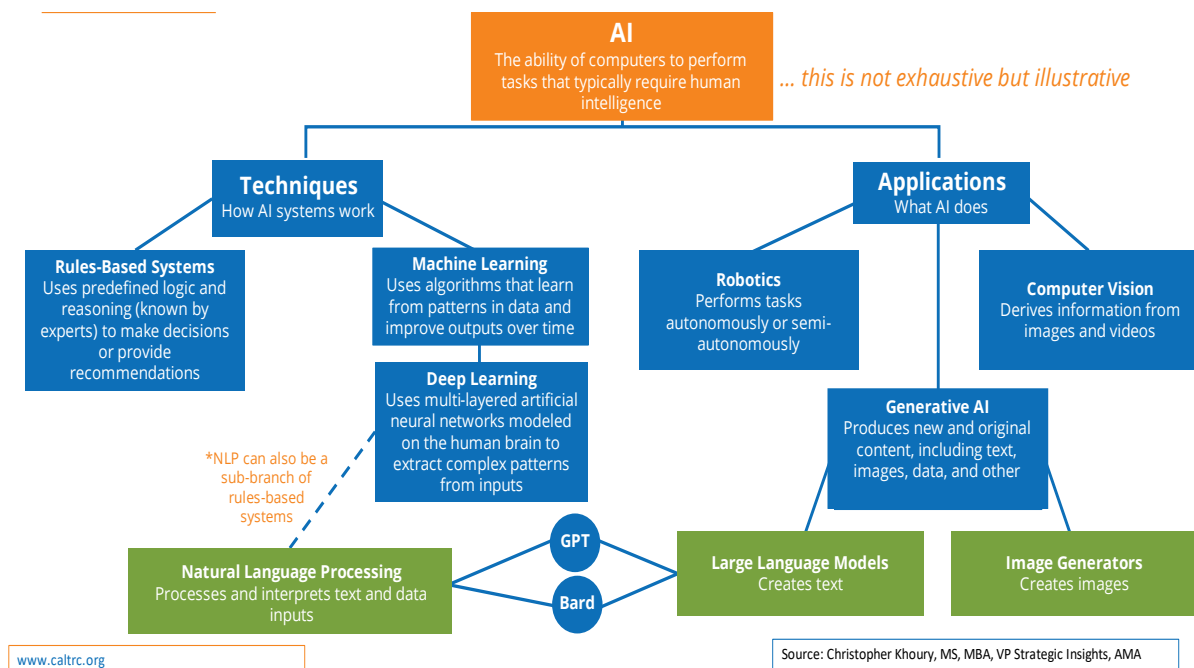 AI
The ability of computers to perform
tasks that typically require human
intelligence
... this is not exhaustive but illustrative
Techniques
How AI systems work
Applications
What AI does
Rules-Based Systems
Uses predefined logic and
reasoning (known by
experts) to make decisions
or provide
recommendations
Machine Learning
Uses algorithms that learn
from patterns in data and
improve outputs over time
Robotics
Performs tasks
autonomously or semi-
autonomously
Computer Vision
Derives information from
images and videos
Deep Learning
Uses multi-layered artificial
neural networks modeled
on the human brain to
extract complex patterns
from inputs
Generative AI
Produces new and original
content, including text,
images, data, and other
*NLP can also be a
sub-branch of
rules-based
systems
Natural Language Processing
Processes and interprets text and data
inputs
GPT
Bard
Large Language Models
Creates text
Image Generators
Creates images
www.caltrc.org
Source: Christopher Khoury, MS, MBA, VP Strategic Insights, AMA